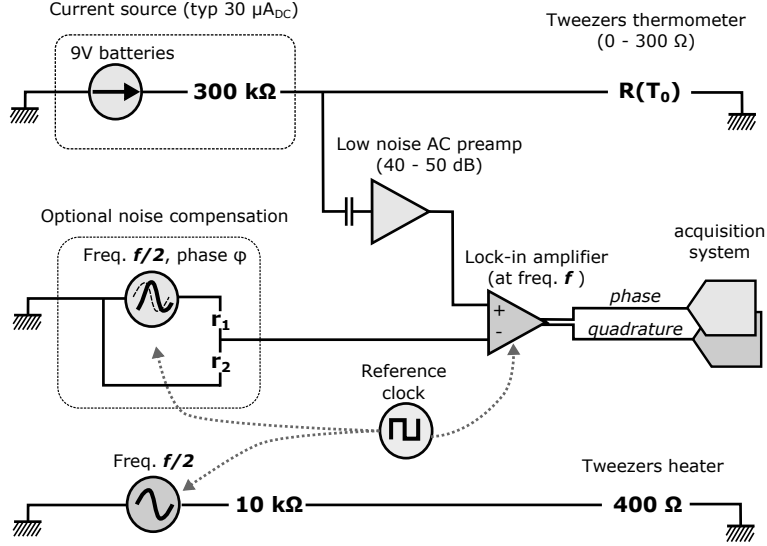 Current source (typ 30 µA_DC)
9V batteries
300 kΩ
Tweezers thermometer
(0 - 300 Ω)
R(T₀)
Low noise AC preamp
(40 - 50 dB)
Optional noise compensation
Freq. f/2, phase φ
r₁
r₂
Lock-in amplifier
(at freq. f )
+
-
phase
quadrature
acquisition
system
Reference
clock
Freq. f/2
10 kΩ
Tweezers heater
400 Ω